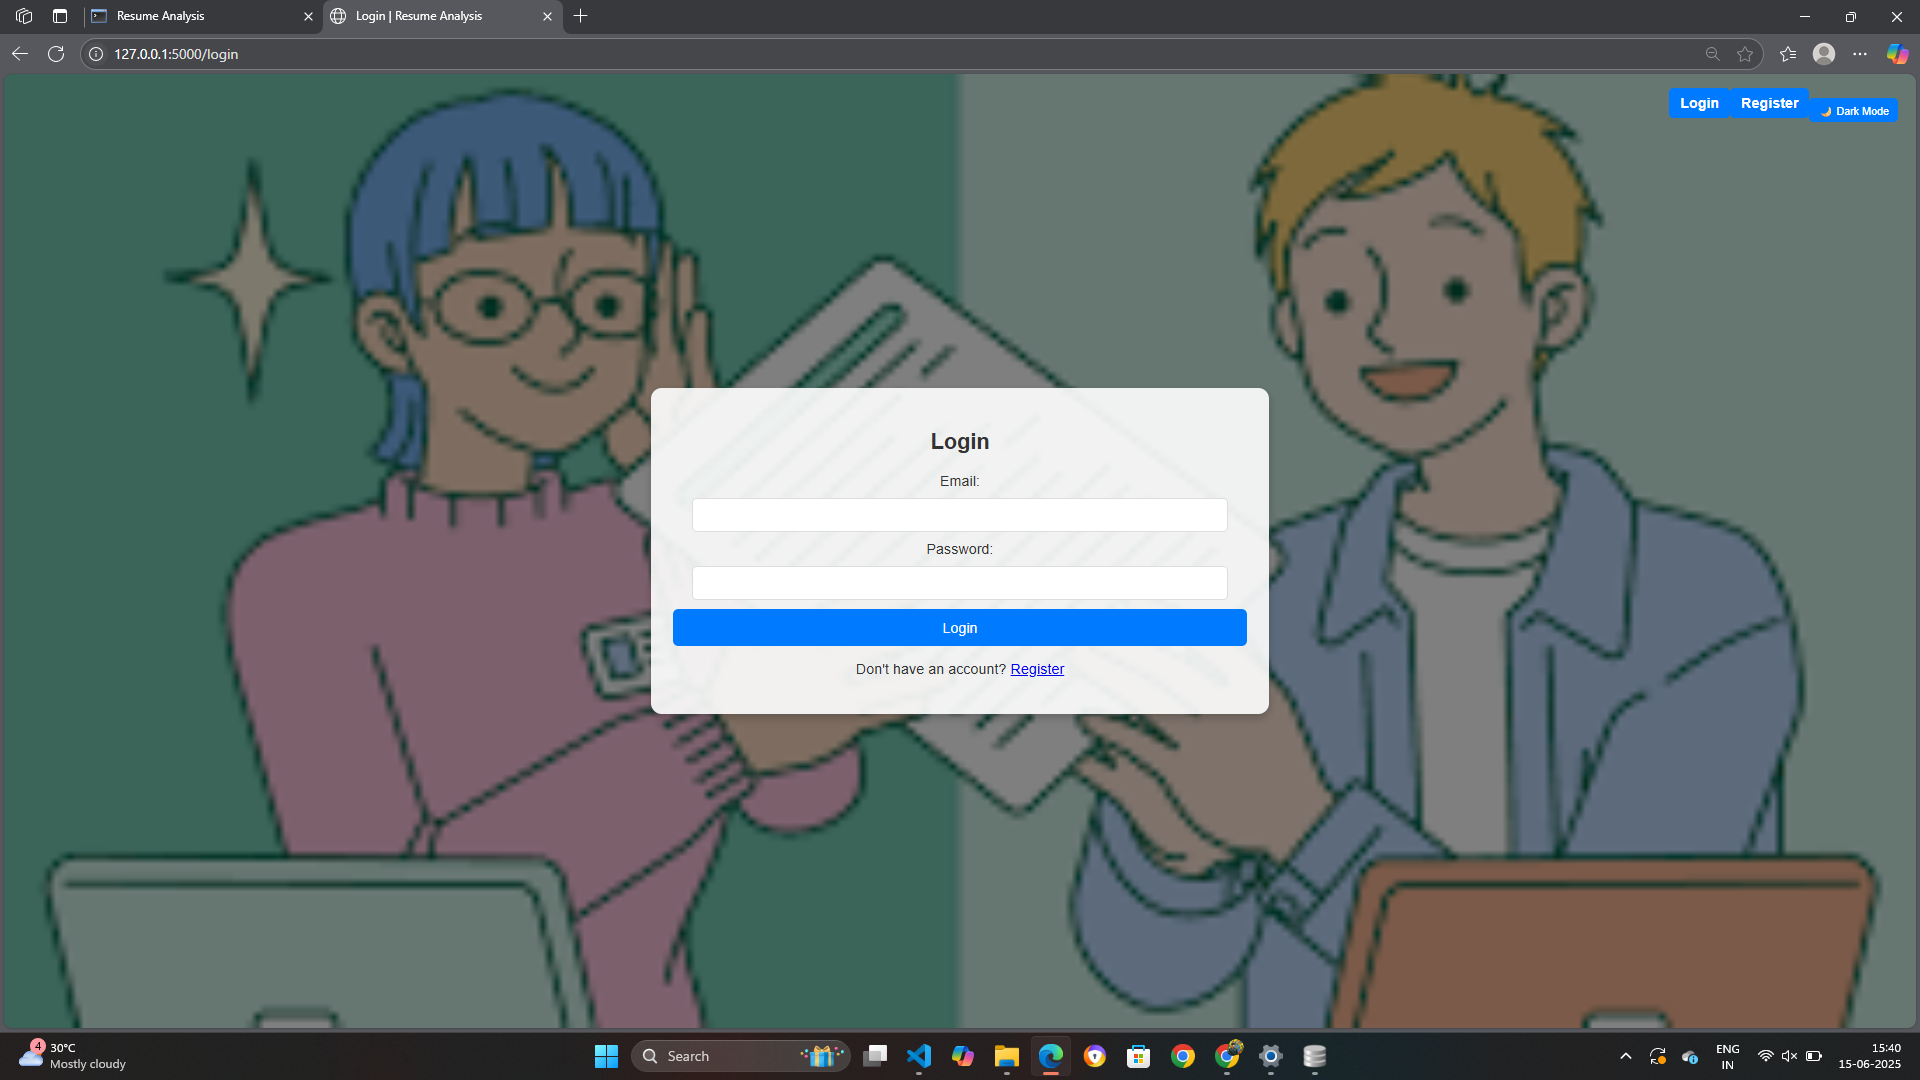 Resume Analysis
Login | Resume Analysis
127.0.0.1:5000/login
Login
Register
🌙 Dark Mode
Login
Email:
Password:
Login
Don't have an account? Register
4
30°C
Mostly cloudy
Search
ENG
IN
15:40
15-06-2025